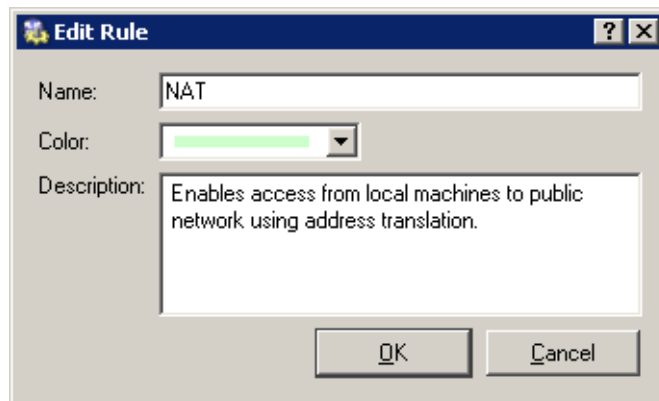 Edit Rule
Name: NAT
Color:
Description: Enables access from local machines to public
network using address translation.
OK Cancel